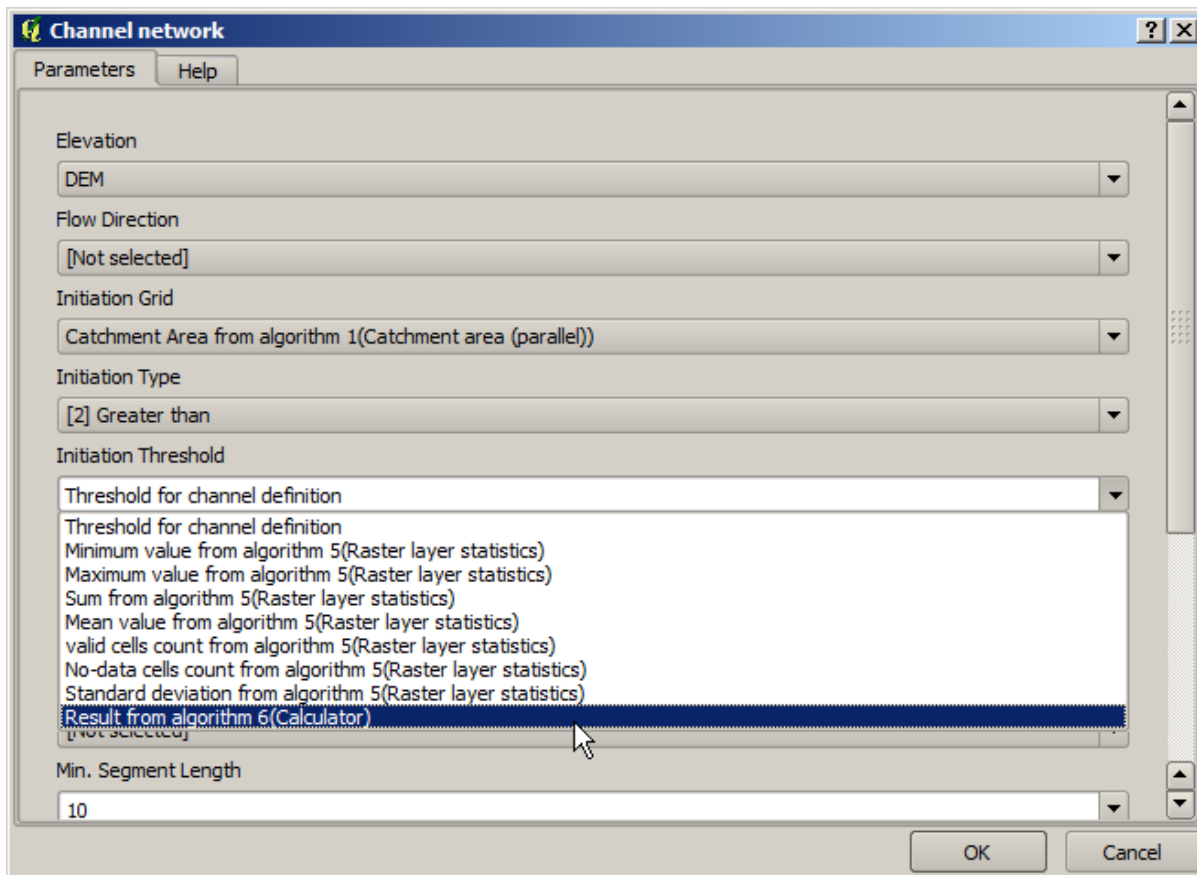 Channel network
Parameters Help
Elevation
DEM
Flow Direction
[Not selected]
Initiation Grid
Catchment Area from algorithm 1(Catchment area (parallel))
Initiation Type
[2] Greater than
Initiation Threshold
Threshold for channel definition
Threshold for channel definition
Minimum value from algorithm 5(Raster layer statistics)
Maximum value from algorithm 5(Raster layer statistics)
Sum from algorithm 5(Raster layer statistics)
Mean value from algorithm 5(Raster layer statistics)
valid cells count from algorithm 5(Raster layer statistics)
No-data cells count from algorithm 5(Raster layer statistics)
Standard deviation from algorithm 5(Raster layer statistics)
Result from algorithm 6(Calculator)
[Not selected]
Min. Segment Length
10
OK Cancel